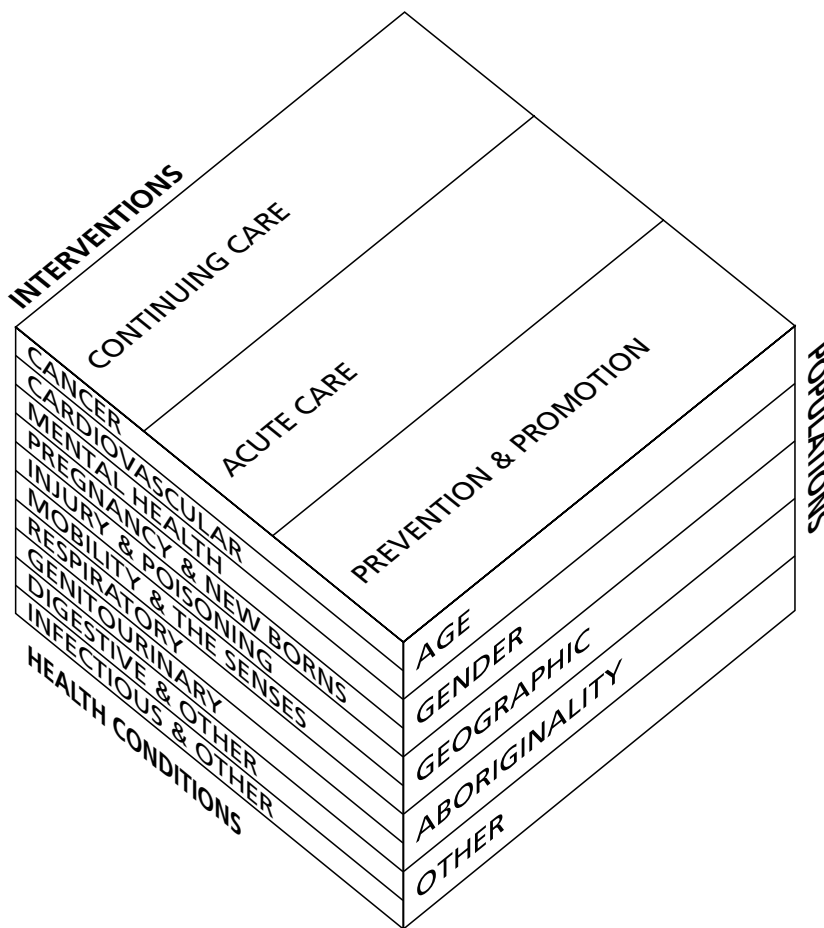 INTERVENTIONS
CONTINUING CARE
ACUTE CARE
PREVENTION & PROMOTION
CANCER
CARDIOVASCULAR
MENTAL HEALTH
PREGNANCY & NEW BORNS
INJURY & POISONING
MOBILITY & THE SENSES
RESPIRATORY
GENITOURINARY
DIGESTIVE & OTHER
INFECTIOUS & OTHER
HEALTH CONDITIONS
AGE
GENDER
GEOGRAPHIC
ABORIGINALITY
OTHER
POPULATIONS